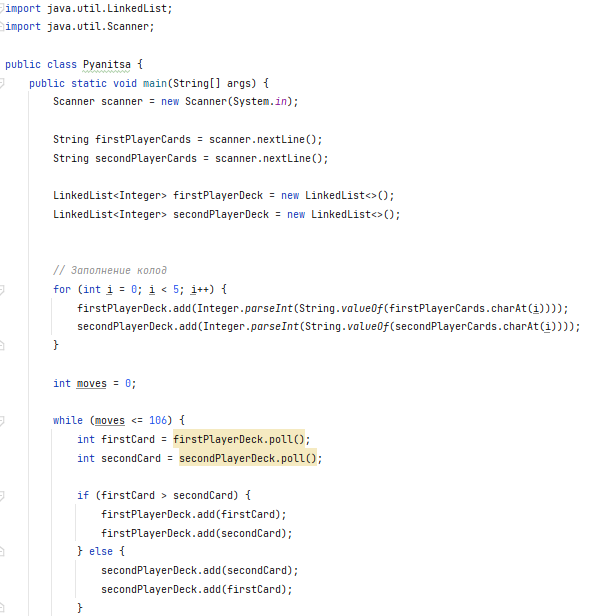 import java.util.LinkedList;
import java.util.Scanner;
public class Pyanitsa {
public static void main(String[] args) {
Scanner scanner = new Scanner(System.in);
String firstPlayerCards = scanner.nextLine();
String secondPlayerCards = scanner.nextLine();
LinkedList<Integer> firstPlayerDeck = new LinkedList<>();
LinkedList<Integer> secondPlayerDeck = new LinkedList<>();
// Заполнение колод
for (int i = 0; i < 5; i++) {
firstPlayerDeck.add(Integer.parseInt(String.valueOf(firstPlayerCards.charAt(i))));
secondPlayerDeck.add(Integer.parseInt(String.valueOf(secondPlayerCards.charAt(i))));
}
int moves = 0;
while (moves <= 106) {
int firstCard = firstPlayerDeck.poll();
int secondCard = secondPlayerDeck.poll();
if (firstCard > secondCard) {
firstPlayerDeck.add(firstCard);
firstPlayerDeck.add(secondCard);
} else {
secondPlayerDeck.add(secondCard);
secondPlayerDeck.add(firstCard);
}